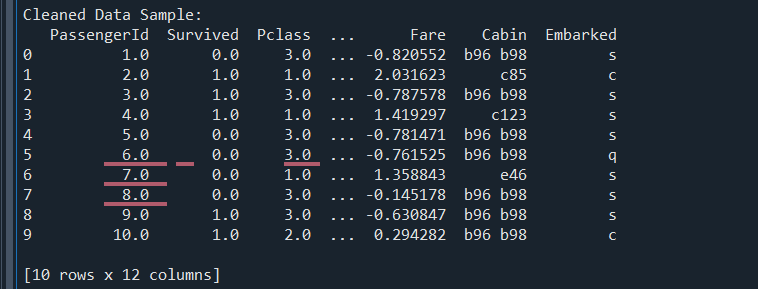 Cleaned Data Sample:
PassengerId Survived Pclass ... Fare Cabin Embarked
0 1.0 0.0 3.0 ... -0.820552 b96 b98 s
1 2.0 1.0 1.0 ... 2.031623 c85 c
2 3.0 1.0 3.0 ... -0.787578 b96 b98 s
3 4.0 1.0 1.0 ... 1.419297 c123 s
4 5.0 0.0 3.0 ... -0.781471 b96 b98 s
5 6.0 0.0 3.0 ... -0.761525 b96 b98 q
6 7.0 0.0 1.0 ... 1.358843 e46 s
7 8.0 0.0 3.0 ... -0.145178 b96 b98 s
8 9.0 1.0 3.0 ... -0.630847 b96 b98 s
9 10.0 1.0 2.0 ... 0.294282 b96 b98 c
[10 rows x 12 columns]